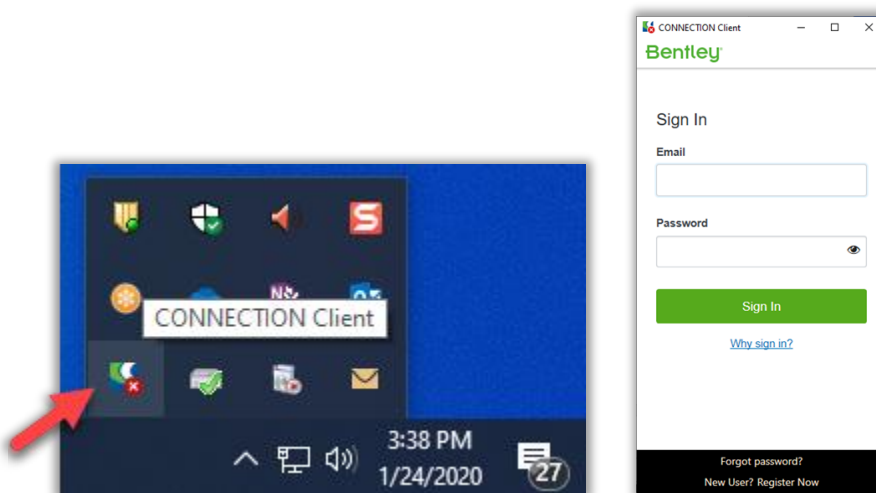 CONNECTION Client
3:38 PM
1/24/2020
27
CONNECTION Client
Bentley
Sign In
Email
Password
Sign In
Why sign in?
Forgot password?
New User? Register Now